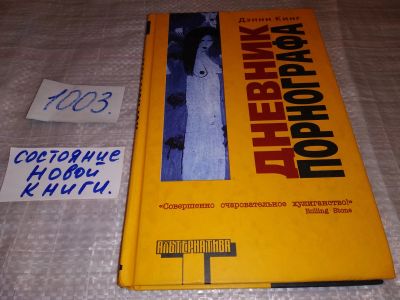 1003.
СОСТОЯНИЕ
НОВОЙ
КНИГИ.
Дэнни Кинг
ДНЕВНИК
ПОРНОГРАФА
«Совершенно очаровательное хулиганство!»
Rolling Stone
АЛЬТЕРНАТИВА